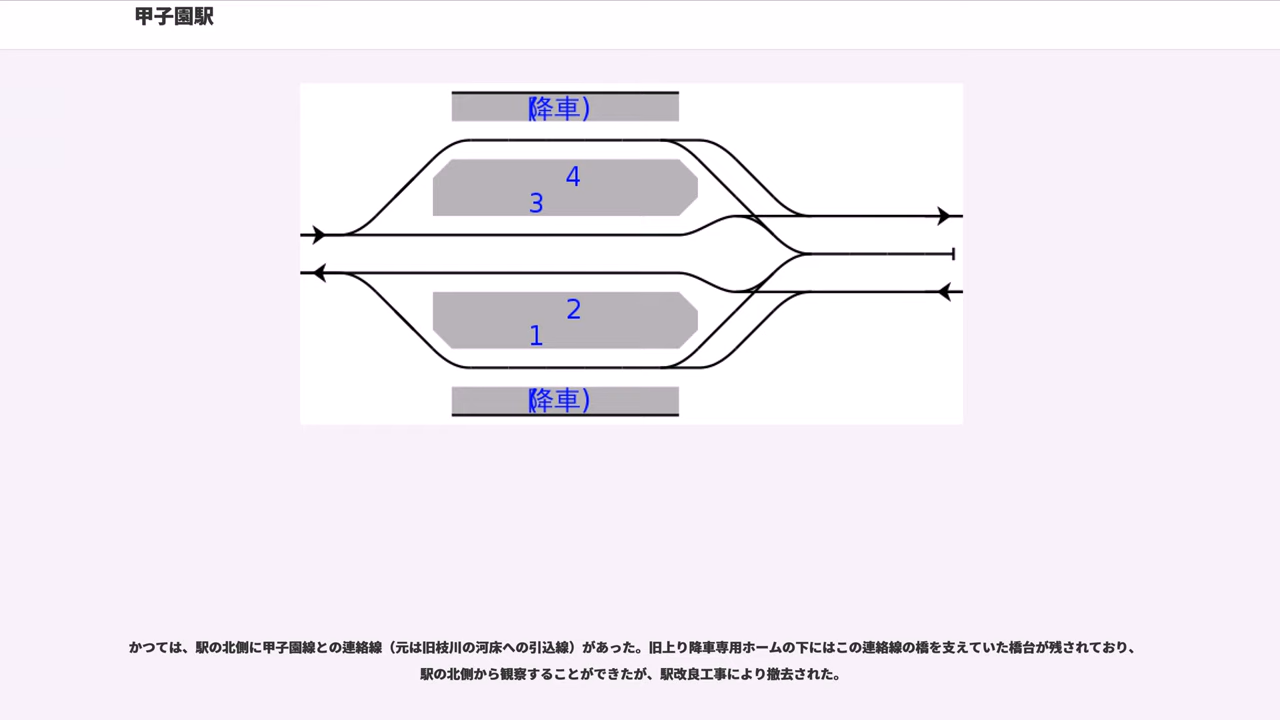 甲子園駅
(降車)
4
3
2
1
(降車)
かつては、駅の北側に甲子園線との連絡線（元は旧枝川の河床への引込線）があった。旧上り降車専用ホームの下にはこの連絡線の橋を支えていた橋台が残されており、
駅の北側から観察することができたが、駅改良工事により撤去された。